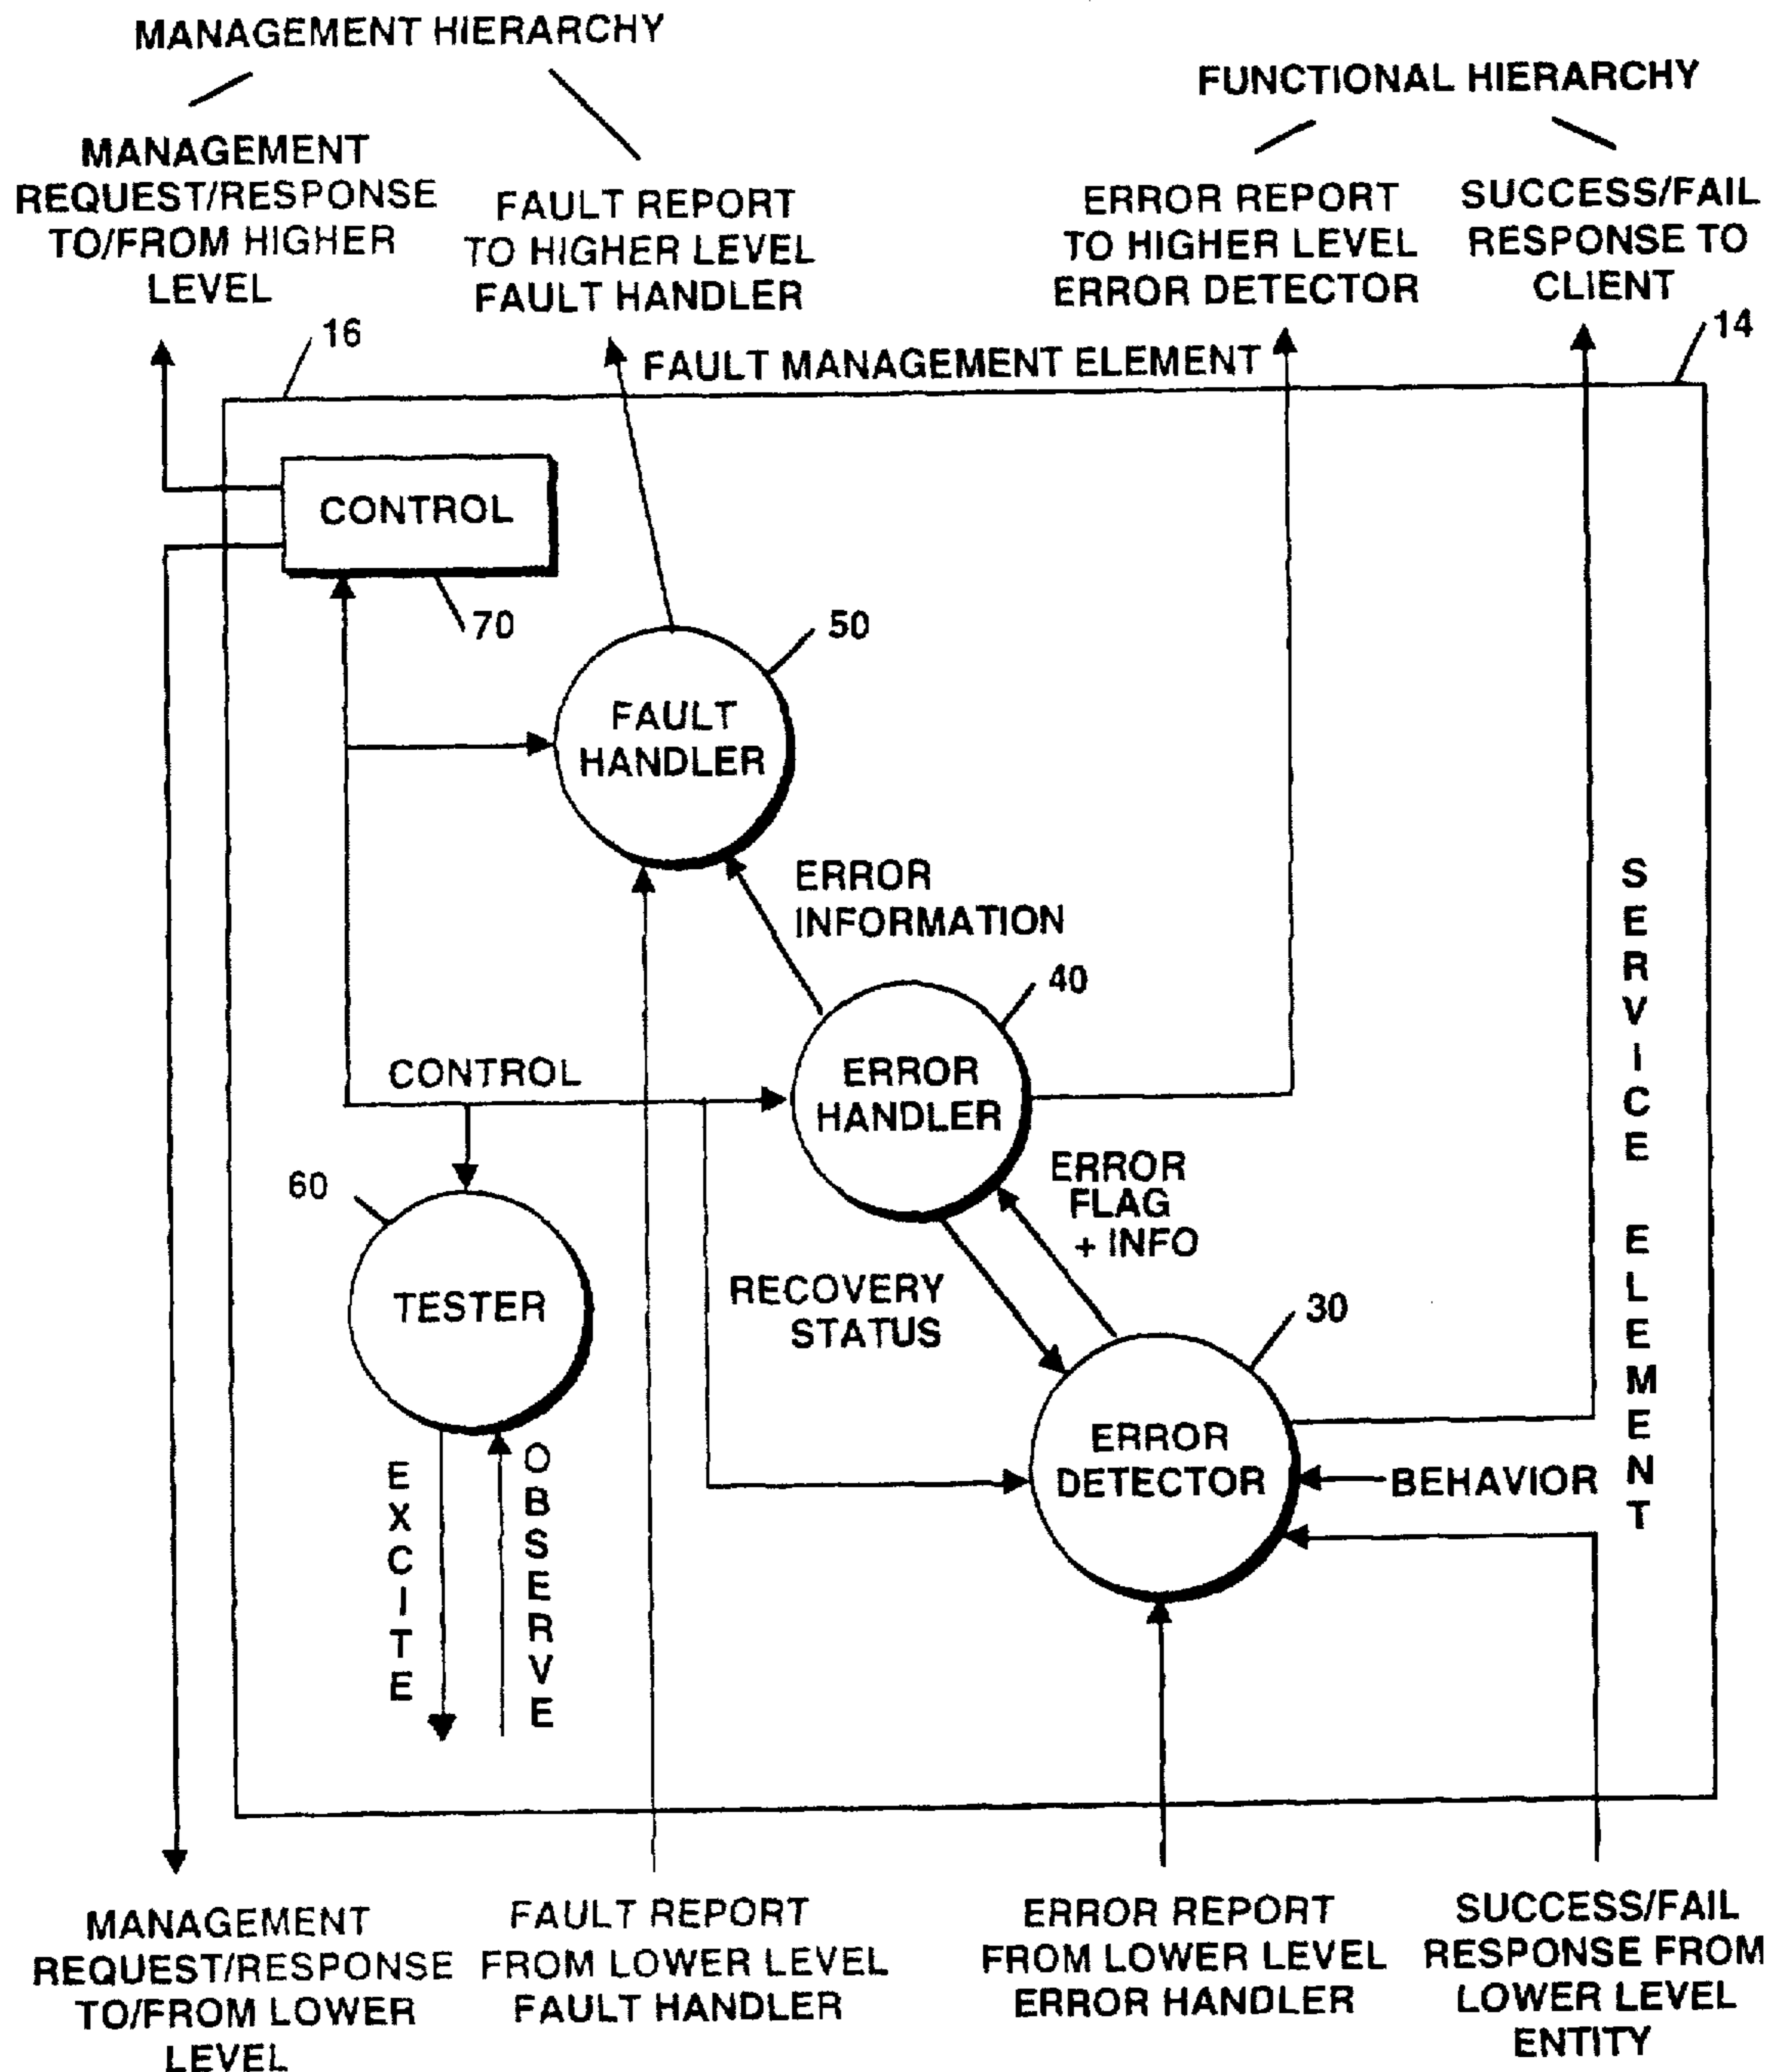 MANAGEMENT HIERARCHY
FUNCTIONAL HIERARCHY
MANAGEMENT
REQUEST/RESPONSE
TO/FROM HIGHER
LEVEL
FAULT REPORT
TO HIGHER LEVEL
FAULT HANDLER
ERROR REPORT
TO HIGHER LEVEL
ERROR DETECTOR
SUCCESS/FAIL
RESPONSE TO
CLIENT
16
FAULT MANAGEMENT ELEMENT
14
CONTROL
70
50
FAULT
HANDLER
ERROR
INFORMATION
40
CONTROL
ERROR
HANDLER
60
ERROR
FLAG
+ INFO
TESTER
RECOVERY
STATUS
30
ERROR
DETECTOR
BEHAVIOR
SERVICE ELEMENT
EXCITE
OBSERVE
MANAGEMENT
REQUEST/RESPONSE
TO/FROM LOWER
LEVEL
FAULT REPORT
FROM LOWER LEVEL
FAULT HANDLER
ERROR REPORT
FROM LOWER LEVEL
ERROR HANDLER
SUCCESS/FAIL
RESPONSE FROM
LOWER LEVEL
ENTITY